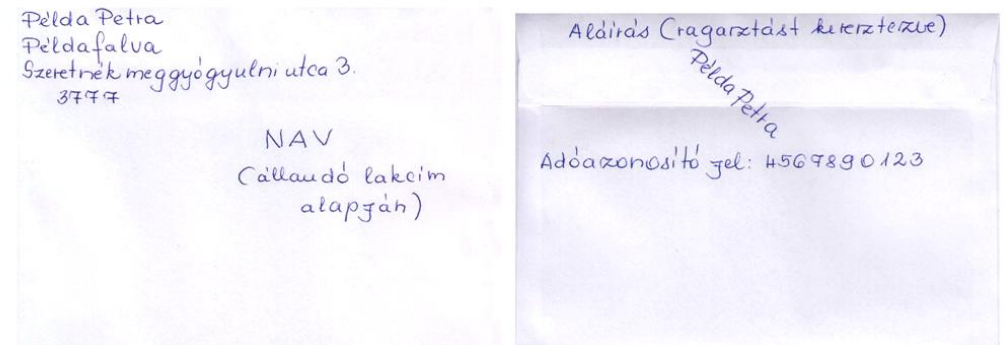 Példa Petra
Példafalva
Szeretnék meggyógyulni utca 3.
3777
NAV
(állandó lakcím
alapján)
Aláírás (ragasztást keresztezve)
Példa Petra
Adóazonosító jel: 4567890123